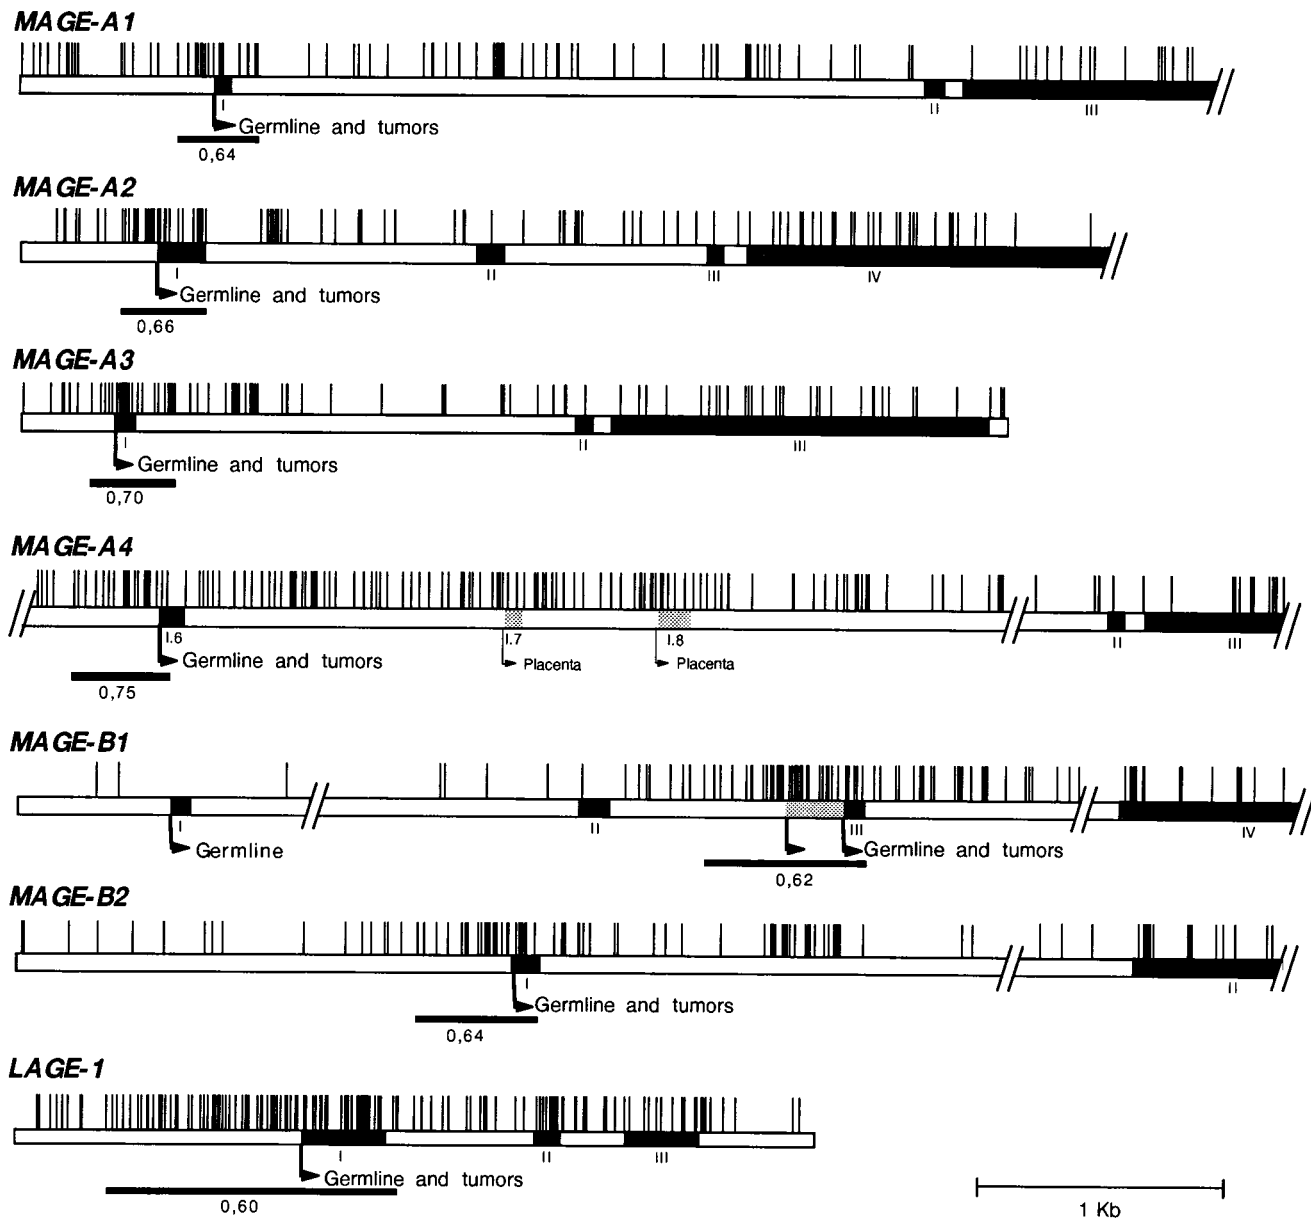 MAGE-A1
I II III
Germline and tumors
0,64
MAGE-A2
I II III IV
Germline and tumors
0,66
MAGE-A3
I II III
Germline and tumors
0,70
MAGE-A4
I.6 I.7 I.8 II III
Germline and tumors Placenta Placenta
0,75
MAGE-B1
I II III IV
Germline Germline and tumors
0,62
MAGE-B2
I II
Germline and tumors
0,64
LAGE-1
I II III
Germline and tumors
0,60
1 Kb